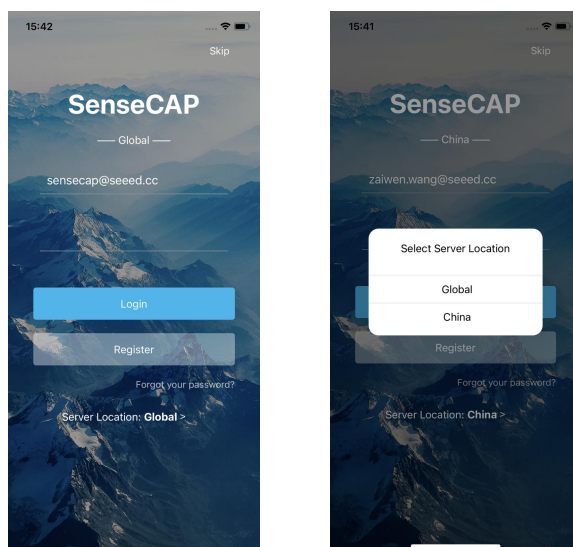 15:42
Skip
SenseCAP
Global
sensecap@seeed.cc
Login
Register
Forgot your password?
Server Location: Global >
15:41
Skip
SenseCAP
China
zaiwen.wang@seeed.cc
Select Server Location
Global
China
Register
Forgot your password?
Server Location: China >